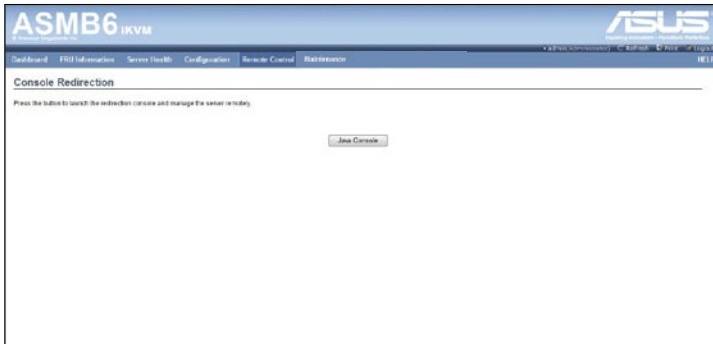 ASMB6 iKVM
ASUS
Refresh Print Logout
Dashboard FRU Information Server Health Configuration Remote Control Maintenance HELP
Console Redirection
Press the button to launch the redirection console and manage the server remotely.
Java Console